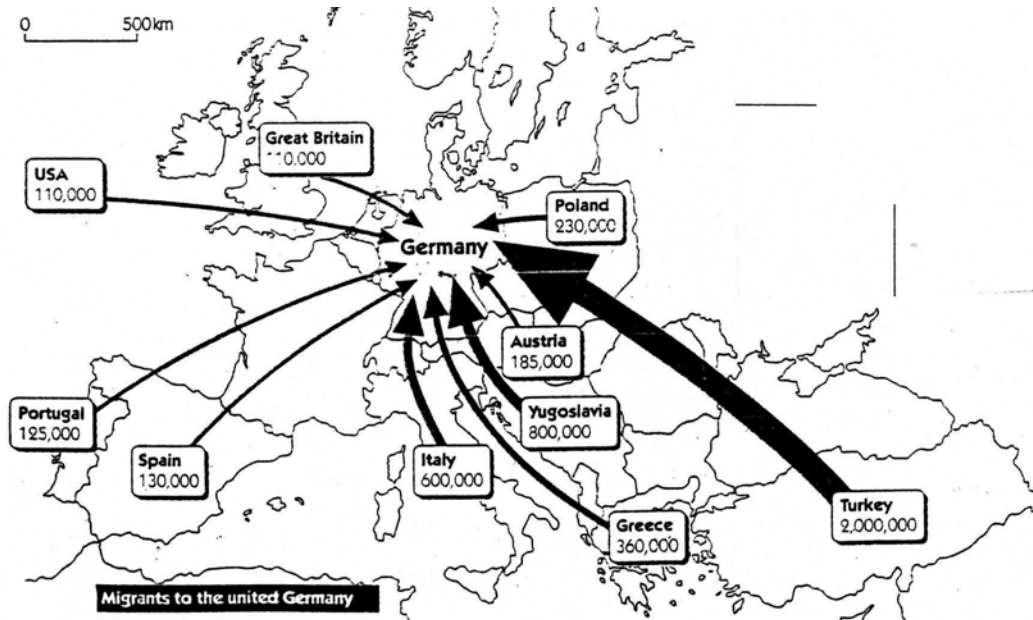 0 500km
Great Britain
110,000
USA
110,000
Poland
230,000
Germany
Austria
185,000
Portugal
125,000
Yugoslavia
800,000
Spain
130,000
Italy
600,000
Turkey
2,000,000
Greece
360,000
Migrants to the united Germany